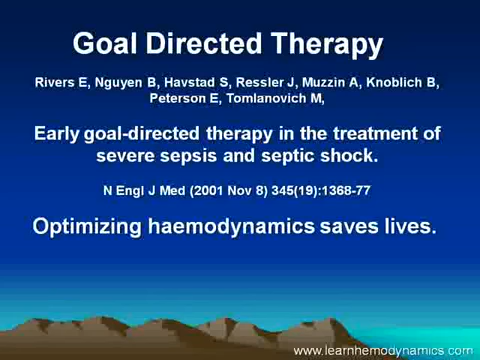 Goal Directed Therapy
Rivers E, Nguyen B, Havstad S, Ressler J, Muzzin A, Knoblich B,
Peterson E, Tomlanovich M,
Early goal-directed therapy in the treatment of
severe sepsis and septic shock.
N Engl J Med (2001 Nov 8) 345(19):1368-77
Optimizing haemodynamics saves lives.
www.learnhemodynamics.com